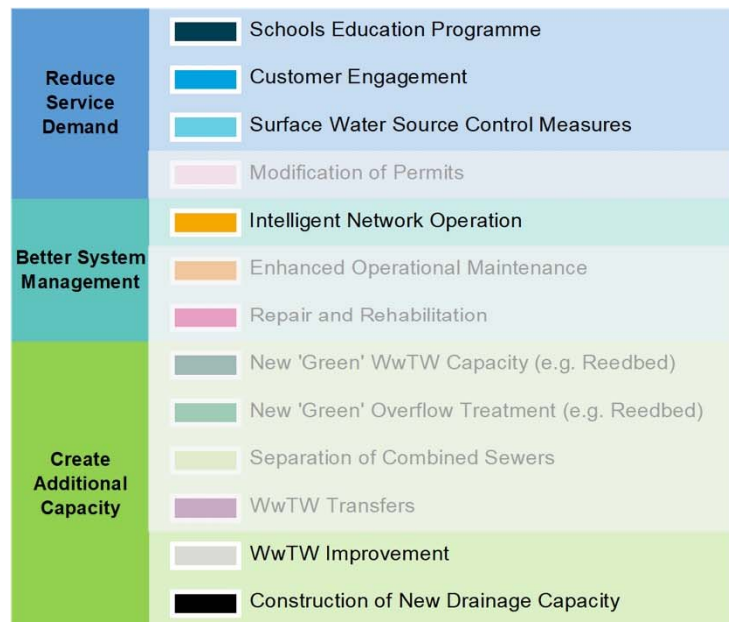 Reduce
Service
Demand
Schools Education Programme
Customer Engagement
Surface Water Source Control Measures
Modification of Permits
Better System
Management
Intelligent Network Operation
Enhanced Operational Maintenance
Repair and Rehabilitation
Create
Additional
Capacity
New 'Green' WwTW Capacity (e.g. Reedbed)
New 'Green' Overflow Treatment (e.g. Reedbed)
Separation of Combined Sewers
WwTW Transfers
WwTW Improvement
Construction of New Drainage Capacity